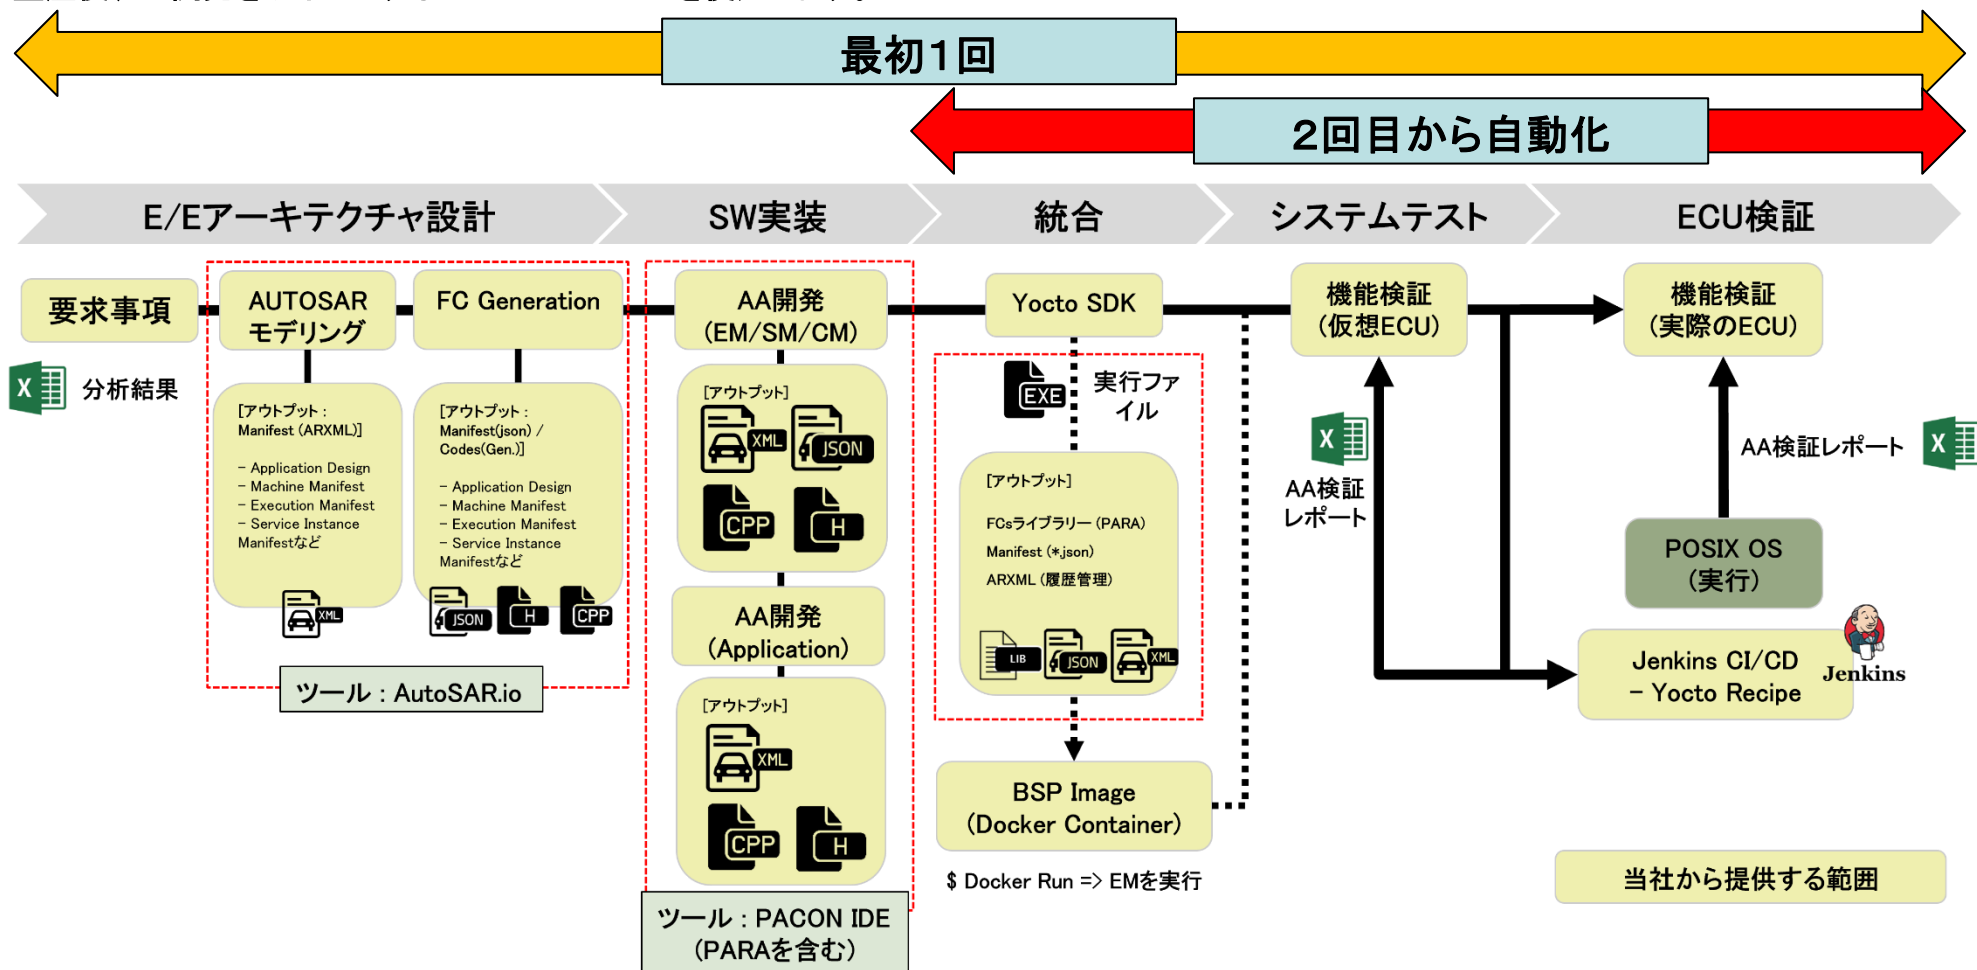 最初1回
2回目から自動化
E/Eアーキテクチャ設計
SW実装
統合
システムテスト
ECU検証
要求事項
分析結果
AUTOSAR
モデリング
[アウトプット :
Manifest (ARXML)]
- Application Design
- Machine Manifest
- Execution Manifest
- Service Instance
Manifestなど
XML
FC Generation
[アウトプット :
Manifest(json) /
Codes(Gen.)]
- Application Design
- Machine Manifest
- Execution Manifest
- Service Instance
Manifestなど
JSON
H
CPP
ツール : AutoSAR.io
AA開発
(EM/SM/CM)
[アウトプット]
XML
JSON
CPP
H
AA開発
(Application)
[アウトプット]
XML
CPP
H
ツール : PACON IDE
(PARAを含む)
Yocto SDK
EXE
実行ファ
イル
[アウトプット]
FCsライブラリー (PARA)
Manifest (*.json)
ARXML (履歴管理)
LIB
JSON
XML
BSP Image
(Docker Container)
$ Docker Run => EMを実行
機能検証
(仮想ECU)
X
AA検証
レポート
機能検証
(実際のECU)
AA検証レポート
X
POSIX OS
(実行)
Jenkins CI/CD
- Yocto Recipe
Jenkins
当社から提供する範囲
X